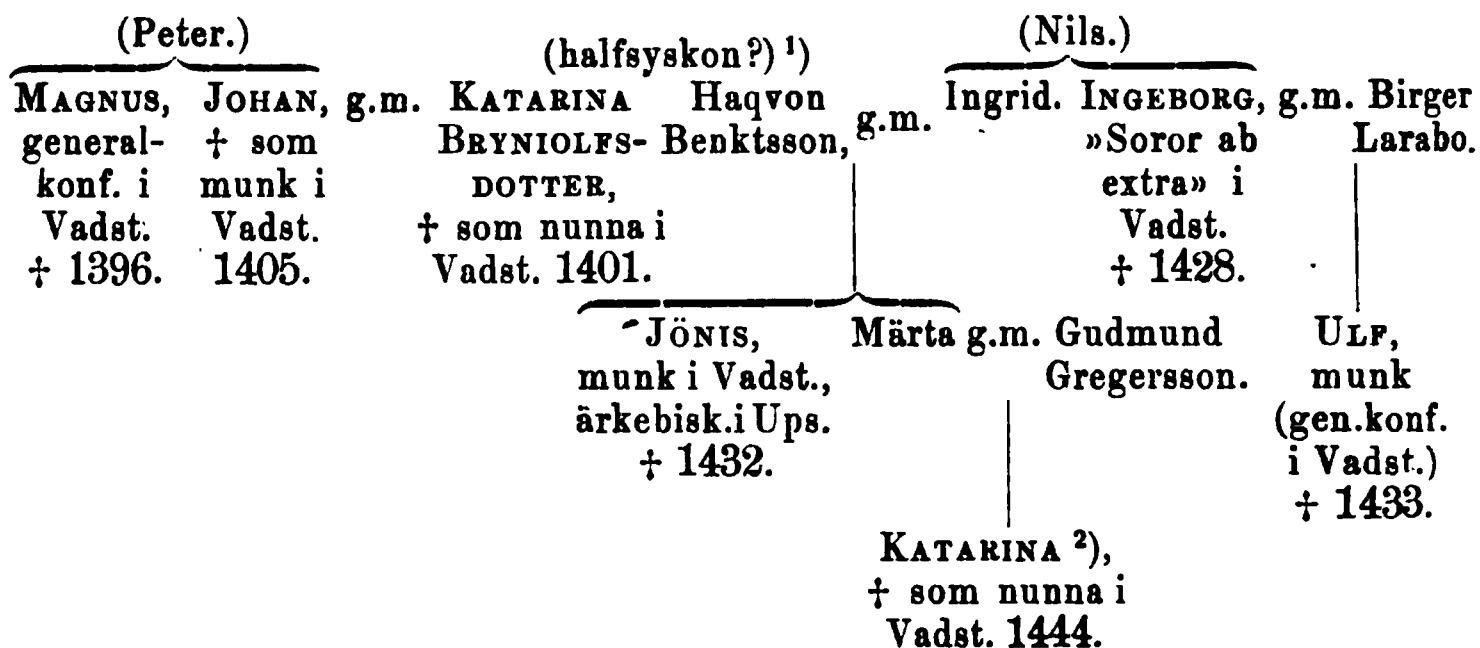 (Peter.)
(halfsyskon?) ¹)
(Nils.)
MAGNUS,
general-
konf. i
Vadst.
† 1396.
JOHAN, g.m.
† som
munk i
Vadst.
1405.
KATARINA
BRYNIOLFS-
DOTTER,
† som nunna i
Vadst. 1401.
Haqvon
Benktsson, g.m.
Ingrid.
INGEBORG, g.m.
»Soror ab
extra» i
Vadst.
† 1428.
Birger
Larabo.
JÖNIS,
munk i Vadst.,
ärkebisk. i Ups.
† 1432.
Märta g.m. Gudmund
Gregersson.
ULF,
munk
(gen.konf.
i Vadst.)
† 1433.
KATARINA ²),
† som nunna i
Vadst. 1444.